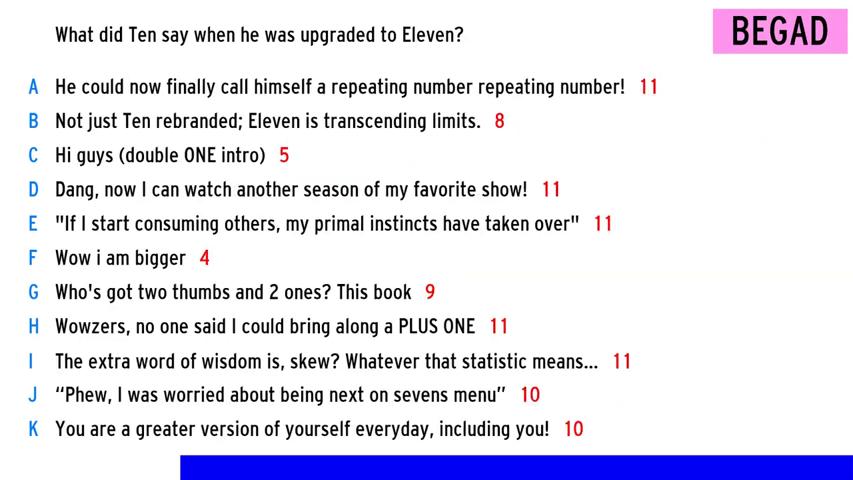 What did Ten say when he was upgraded to Eleven?
BEGAD
A He could now finally call himself a repeating number repeating number! 11
B Not just Ten rebranded; Eleven is transcending limits. 8
C Hi guys (double ONE intro) 5
D Dang, now I can watch another season of my favorite show! 11
E "If I start consuming others, my primal instincts have taken over" 11
F Wow i am bigger 4
G Who's got two thumbs and 2 ones? This book 9
H Wowzers, no one said I could bring along a PLUS ONE 11
I The extra word of wisdom is, skew? Whatever that statistic means... 11
J “Phew, I was worried about being next on sevens menu” 10
K You are a greater version of yourself everyday, including you! 10